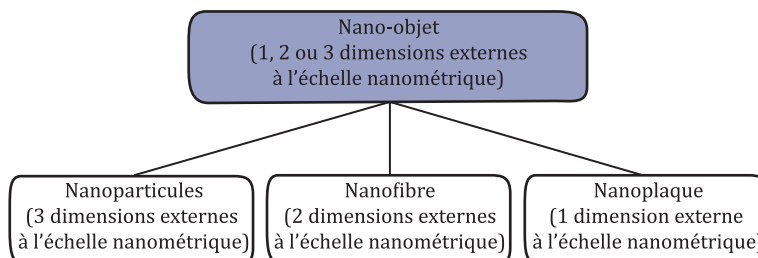 Nano-objet
(1, 2 ou 3 dimensions externes
à l'échelle nanométrique)
Nanoparticules
(3 dimensions externes
à l'échelle nanométrique)
Nanofibre
(2 dimensions externes
à l'échelle nanométrique)
Nanoplaque
(1 dimension externe
à l'échelle nanométrique)